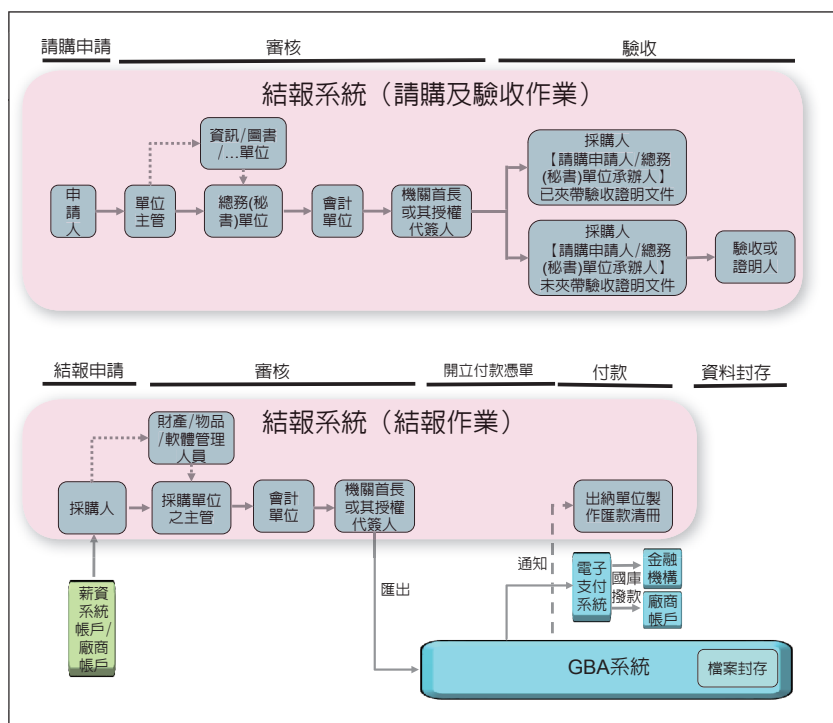 請購申請
審核
驗收
結報系統（請購及驗收作業）
資訊/圖書
/…單位
申
請
人
單位
主管
總務(秘
書)單位
會計
單位
機關首長
或其授權
代簽人
採購人
【請購申請人/總務
(秘書)單位承辦人】
已夾帶驗收證明文件
採購人
【請購申請人/總務
(秘書)單位承辦人】
未夾帶驗收證明文件
驗收或
證明人
結報申請
審核
開立付款憑單
付款
資料封存
結報系統（結報作業）
財產/物品
/軟體管理
人員
採購人
採購單位
之主管
會計
單位
機關首長
或其授權
代簽人
出納單位製
作匯款清冊
薪資
系統
帳戶/
廠商
帳戶
匯出
通知
電子
支付
系統
國庫
撥款
金融
機構
廠商
帳戶
GBA系統
檔案封存